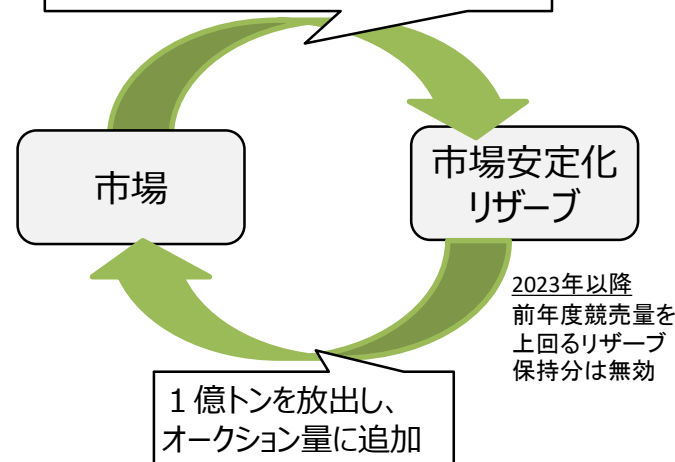 市場
市場安定化
リザーブ
2023年以降
前年度競売量を
上回るリザーブ
保持分は無効
１億トンを放出し、
オークション量に追加